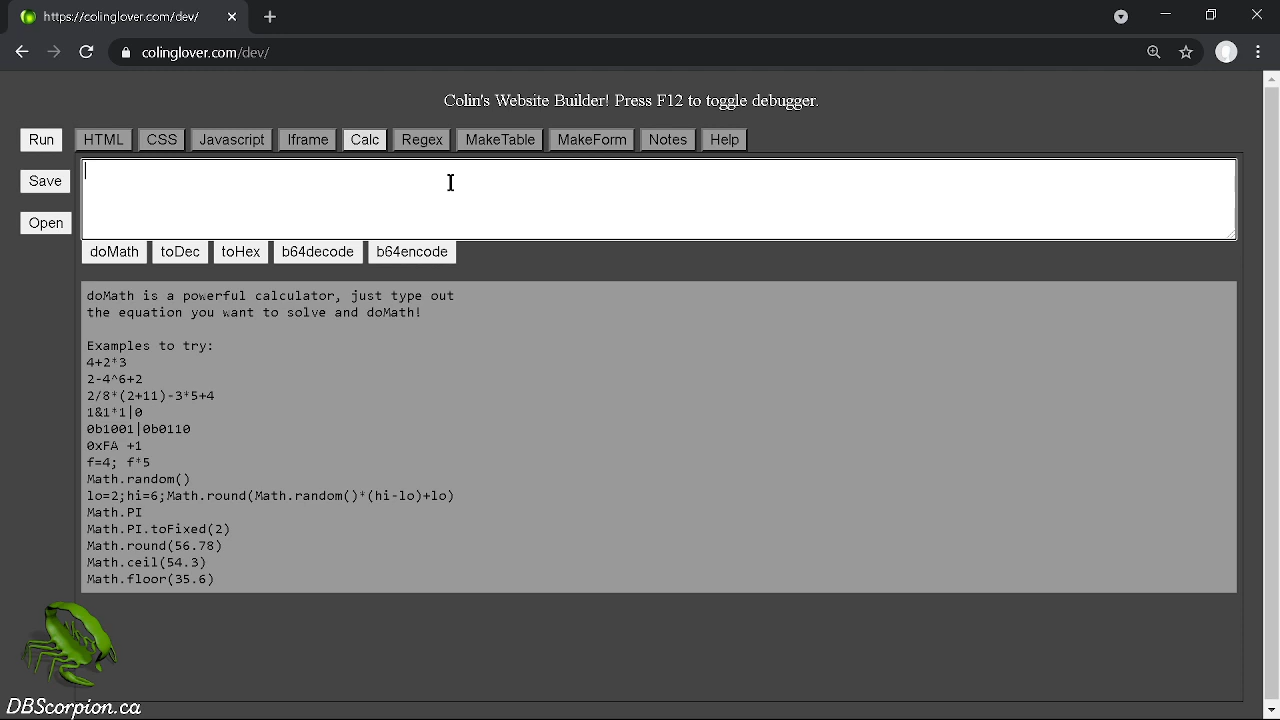 https://colinglover.com/dev/
colinglover.com/dev/
Colin's Website Builder! Press F12 to toggle debugger.
Run HTML CSS Javascript Iframe Calc Regex MakeTable MakeForm Notes Help
Save
Open
doMath toDec toHex b64decode b64encode
doMath is a powerful calculator, just type out
the equation you want to solve and doMath!
Examples to try:
4+2*3
2-4^6+2
2/8*(2+11)-3*5+4
1&1*1|0
0b1001|0b0110
0xFA +1
f=4; f*5
Math.random()
lo=2;hi=6;Math.round(Math.random()*(hi-lo)+lo)
Math.PI
Math.PI.toFixed(2)
Math.round(56.78)
Math.ceil(54.3)
Math.floor(35.6)
DBScorpion.ca